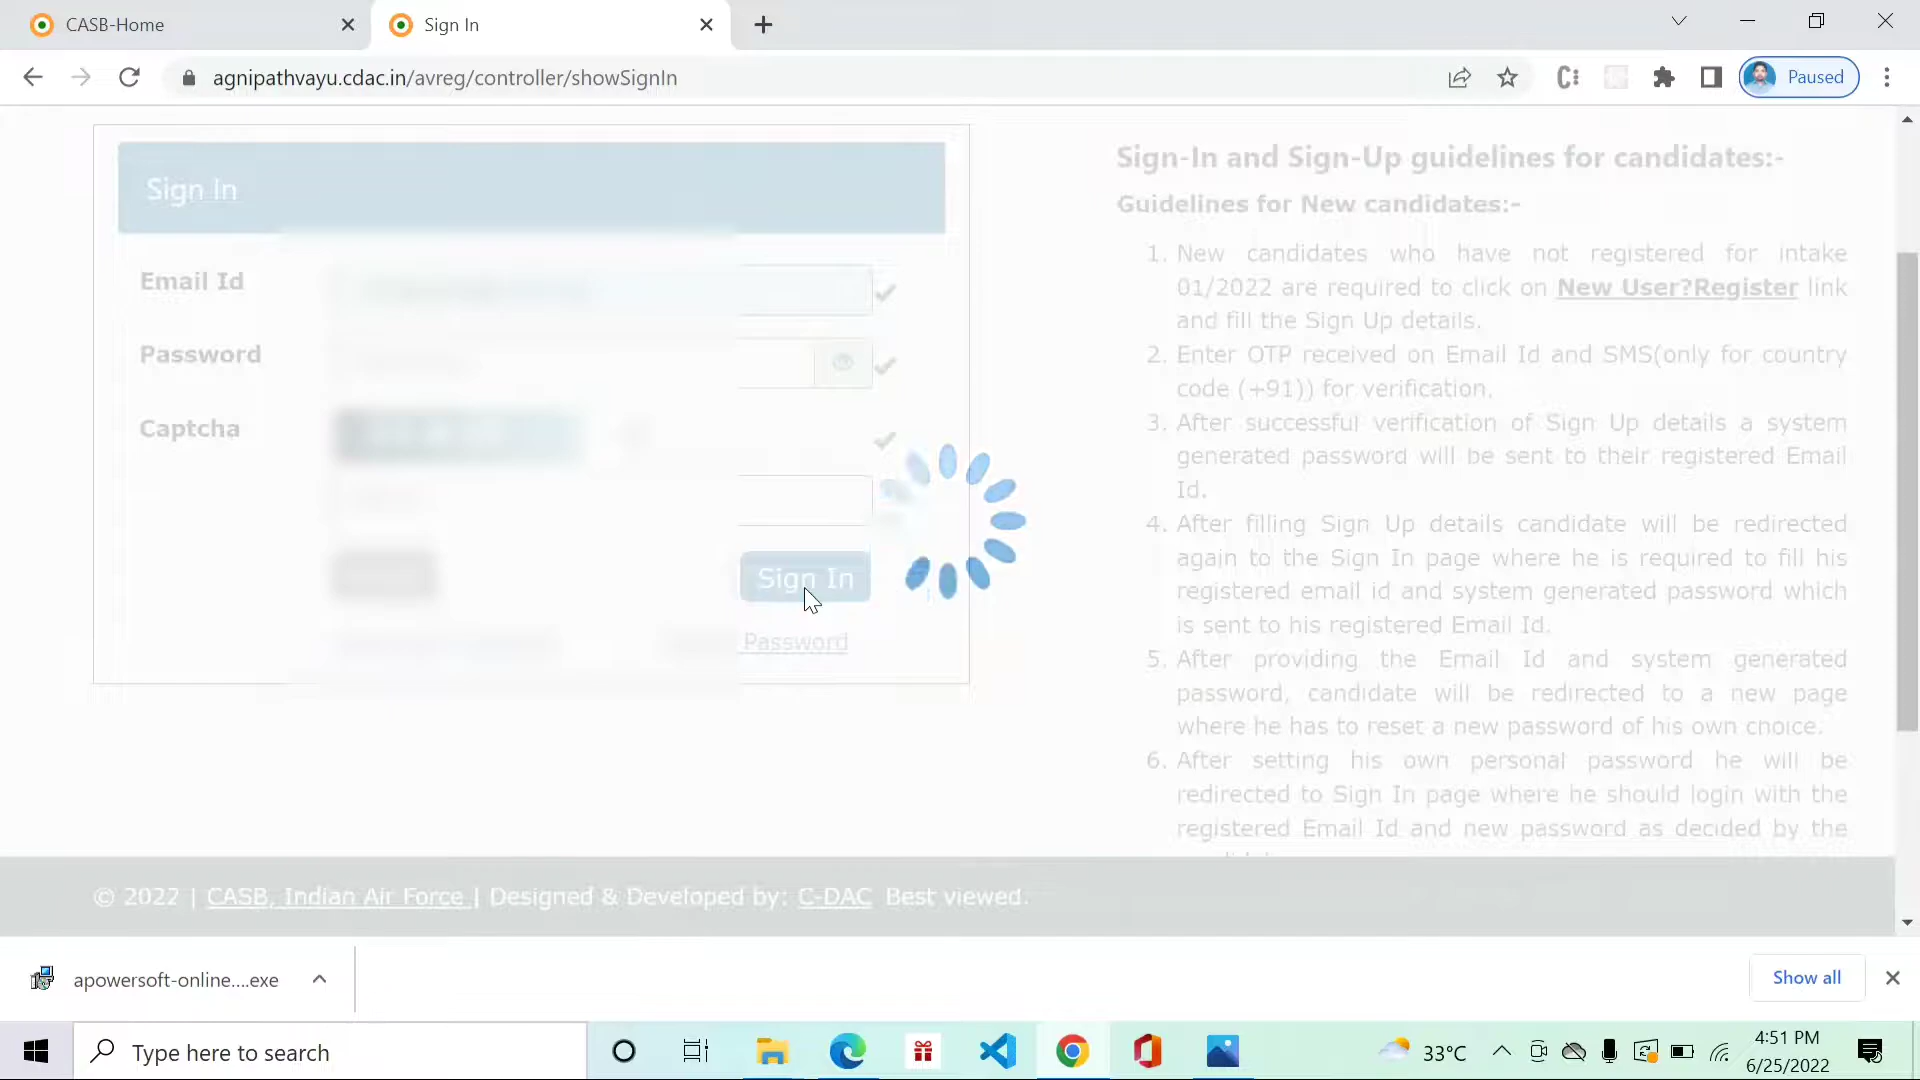 CASB-Home
Sign In
agnipathvayu.cdac.in/avreg/controller/showSignIn
Paused
Sign In
Email Id
Password
Captcha
Sign In
Password
Sign-In and Sign-Up guidelines for candidates:-
Guidelines for New candidates:-
1. New candidates who have not registered for intake
01/2022 are required to click on New User?Register link
and fill the Sign Up details.
2. Enter OTP received on Email Id and SMS(only for country
code (+91)) for verification.
3. After successful verification of Sign Up details a system
generated password will be sent to their registered Email
Id.
4. After filling Sign Up details candidate will be redirected
again to the Sign In page where he is required to fill his
registered email id and system generated password which
is sent to his registered Email Id.
5. After providing the Email Id and system generated
password, candidate will be redirected to a new page
where he has to reset a new password of his own choice.
6. After setting his own personal password he will be
redirected to Sign In page where he should login with the
registered Email Id and new password as decided by the
© 2022 | CASB, Indian Air Force | Designed & Developed by: C-DAC Best viewed.
apowersoft-online....exe
Show all
Type here to search
33°C
4:51 PM
6/25/2022